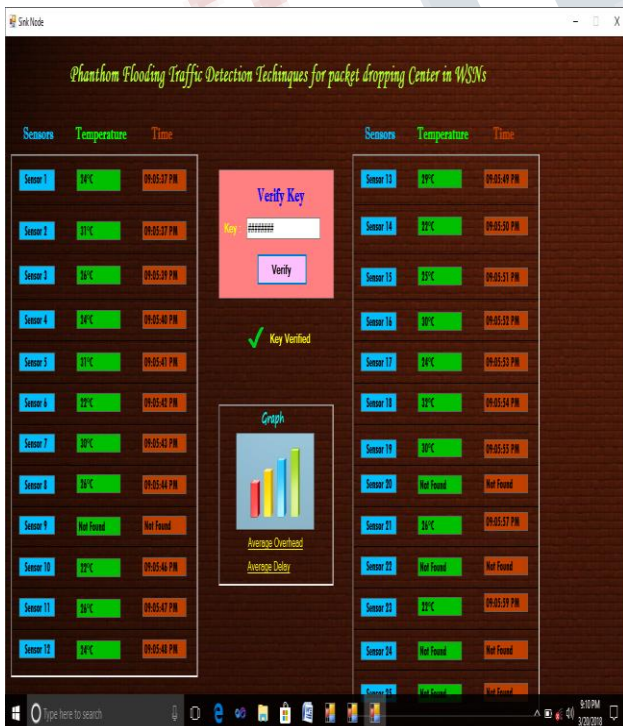 Sink Node
Phanthom Flooding Traffic Detection Techinques for packet dropping Center in WSNs
Sensors Temperature Time
Sensor 1 24°C 09:05:37 PM
Sensor 2 31°C 09:05:37 PM
Sensor 3 26°C 09:05:39 PM
Sensor 4 24°C 09:05:40 PM
Sensor 5 31°C 09:05:41 PM
Sensor 6 22°C 09:05:42 PM
Sensor 7 30°C 09:05:43 PM
Sensor 8 26°C 09:05:44 PM
Sensor 9 Not Found Not Found
Sensor 10 22°C 09:05:46 PM
Sensor 11 26°C 09:05:47 PM
Sensor 12 24°C 09:05:48 PM
Verify Key
Key ########
Verify
Key Verified
Graph
Average Overhead
Average Delay
Sensors Temperature Time
Sensor 13 29°C 09:05:49 PM
Sensor 14 22°C 09:05:50 PM
Sensor 15 25°C 09:05:51 PM
Sensor 16 30°C 09:05:52 PM
Sensor 17 24°C 09:05:53 PM
Sensor 18 32°C 09:05:54 PM
Sensor 19 30°C 09:05:55 PM
Sensor 20 Not Found Not Found
Sensor 21 26°C 09:05:57 PM
Sensor 22 Not Found Not Found
Sensor 23 22°C 09:05:59 PM
Sensor 24 Not Found Not Found
Sensor 25 Not Found Not Found
Type here to search
9:10 PM
3/20/2018